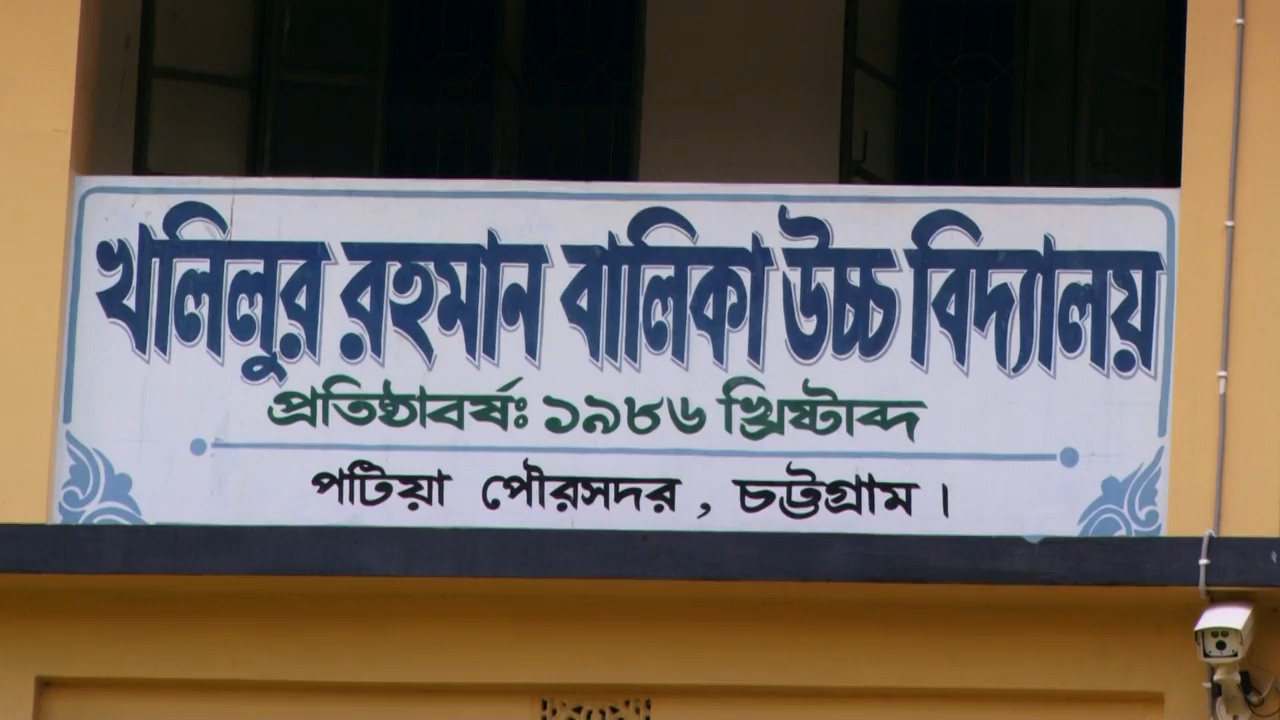 খলিলুর রহমান বালিকা উচ্চ বিদ্যালয়
প্রতিষ্ঠাবর্ষঃ ১৯৮৬ খ্রিষ্টাব্দ
পটিয়া পৌরসদর, চট্টগ্রাম।